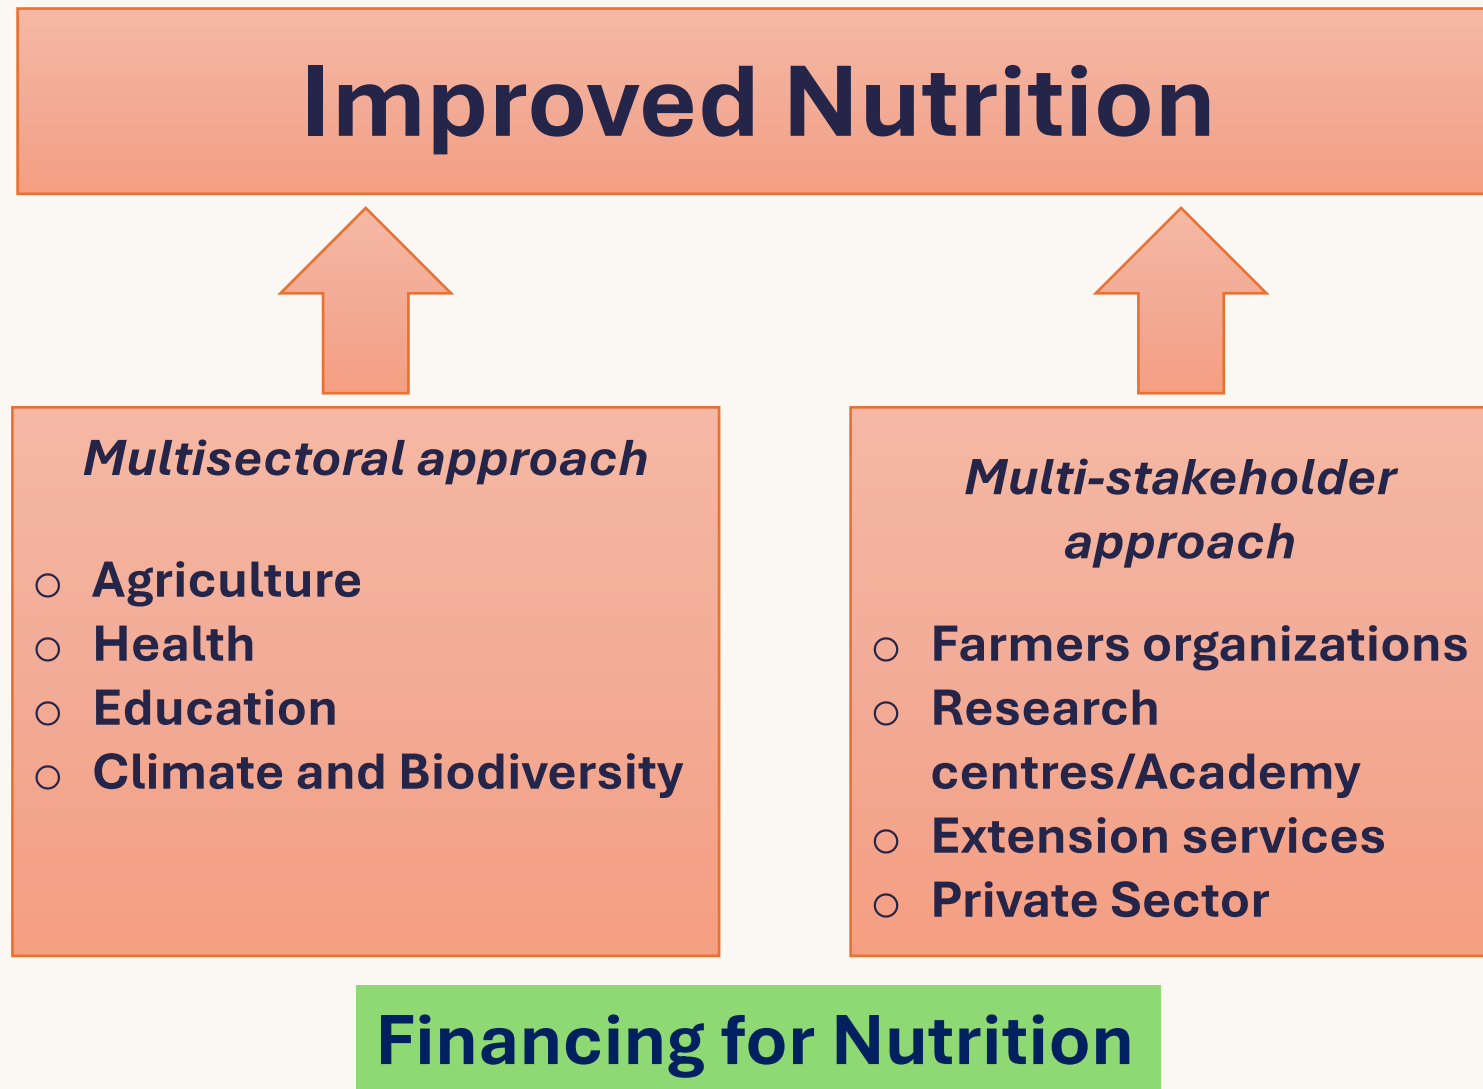 Improved Nutrition
Multisectoral approach
○ Agriculture
○ Health
○ Education
○ Climate and Biodiversity
Multi-stakeholder
approach
○ Farmers organizations
○ Research
centres/Academy
○ Extension services
○ Private Sector
Financing for Nutrition